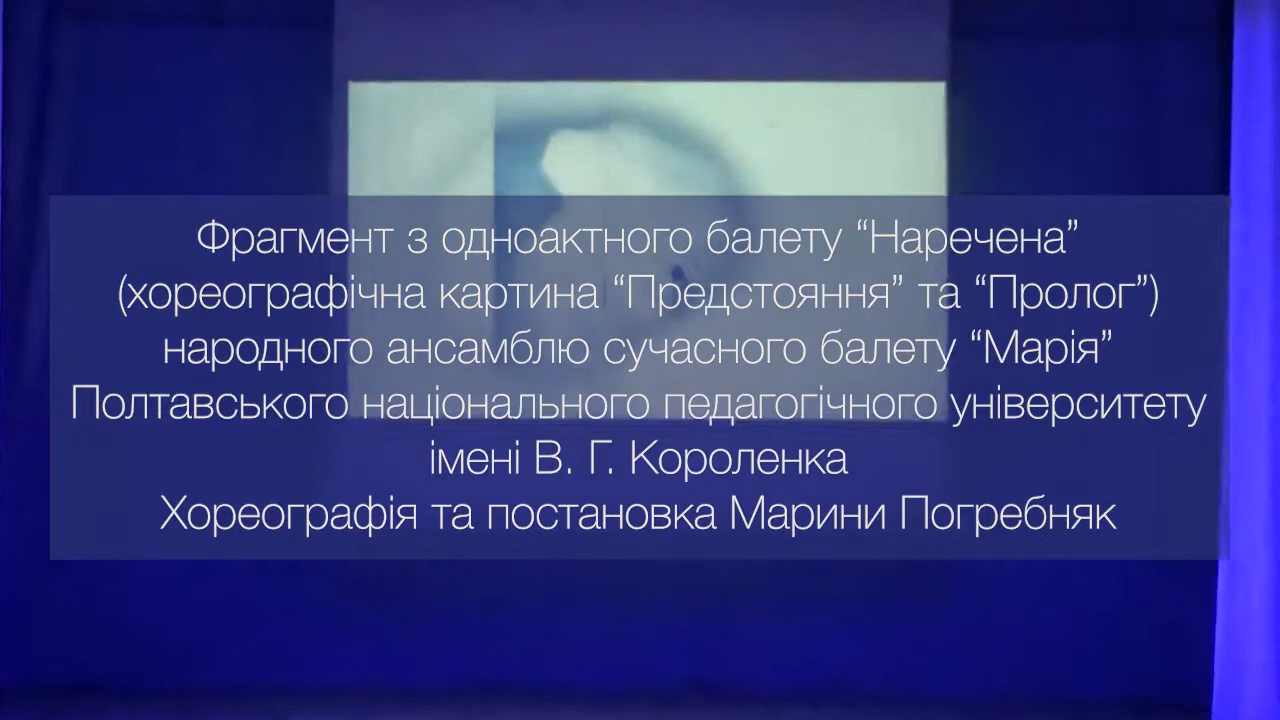 Фрагмент з одноактного балету “Наречена”
(хореографічна картина “Предстояння” та “Пролог”)
народного ансамблю сучасного балету “Марія”
Полтавського національного педагогічного університету
імені В. Г. Короленка
Хореографія та постановка Марини Погребняк